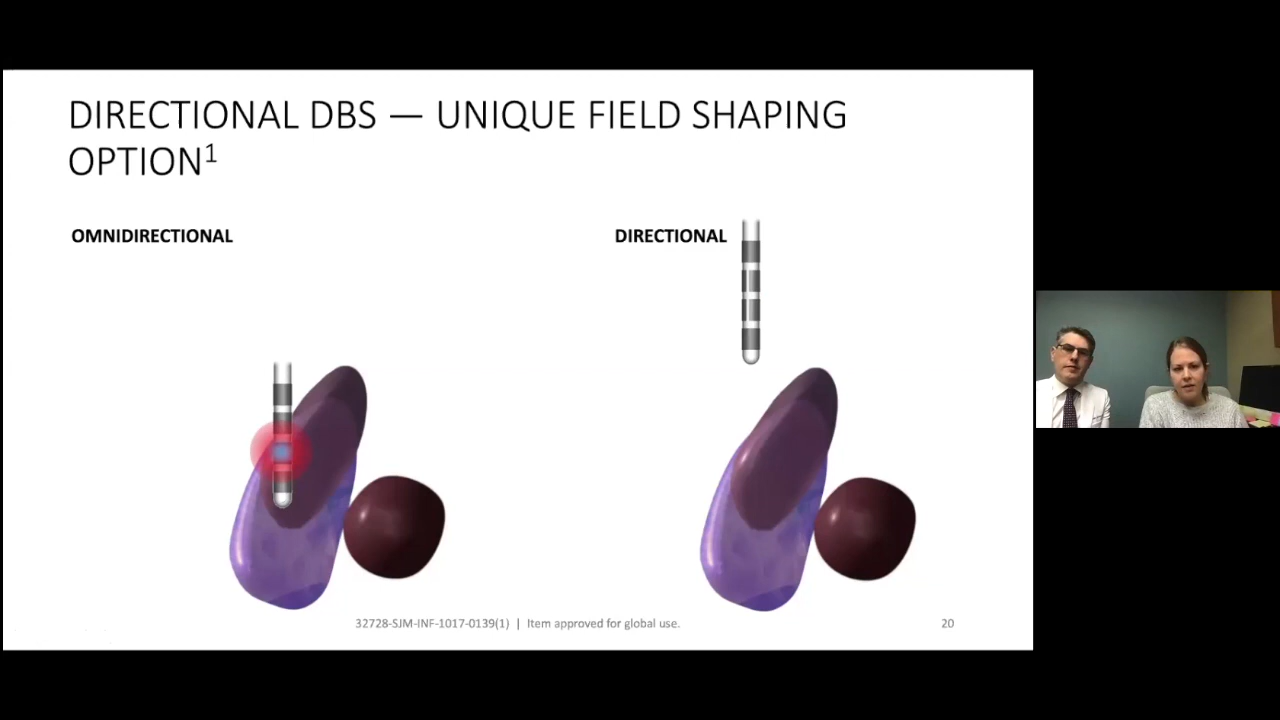 DIRECTIONAL DBS — UNIQUE FIELD SHAPING
OPTION¹
OMNIDIRECTIONAL
DIRECTIONAL
32728-SJM-INF-1017-0139(1) | Item approved for global use.
20